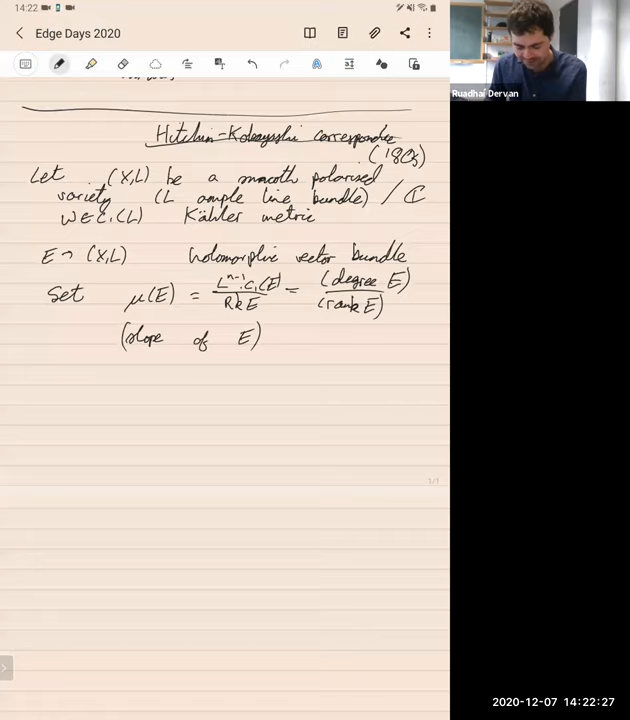 14:22
Edge Days 2020
Ruadhaí Dervan
Hitchin-Kobayashi correspondence
('80s)
Let (X,L) be a smooth polarised
variety (L ample line bundle) / ℂ
ω ∈ c₁(L) Kähler metric
E → (X,L) holomorphic vector bundle
Set μ(E) = L^{n-1}.c₁(E) / Rk E = (degree E) / (rank E)
(slope of E)
1/1
2020-12-07 14:22:27